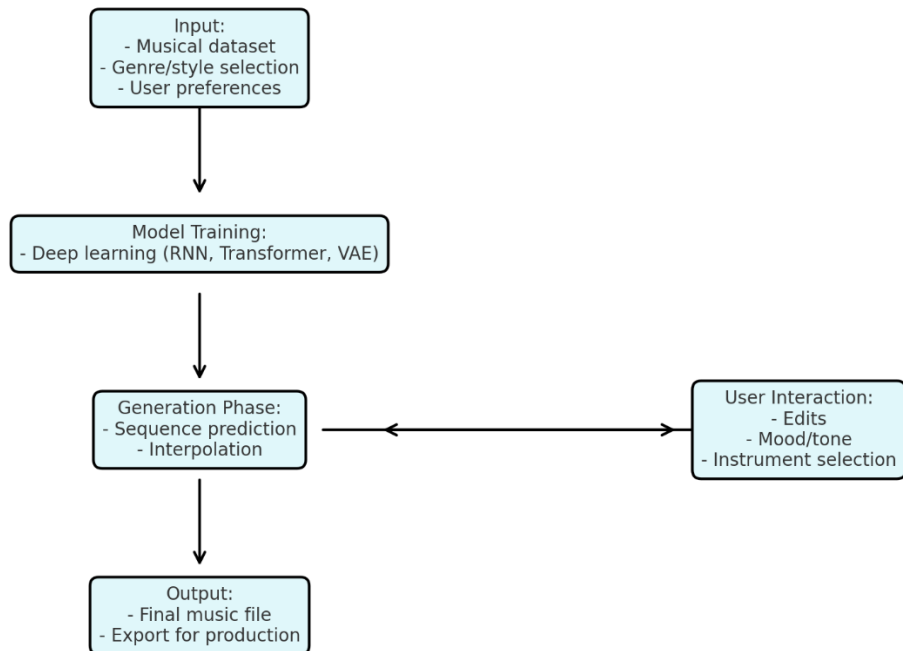 Input:
- Musical dataset
- Genre/style selection
- User preferences
Model Training:
- Deep learning (RNN, Transformer, VAE)
Generation Phase:
- Sequence prediction
- Interpolation
User Interaction:
- Edits
- Mood/tone
- Instrument selection
Output:
- Final music file
- Export for production